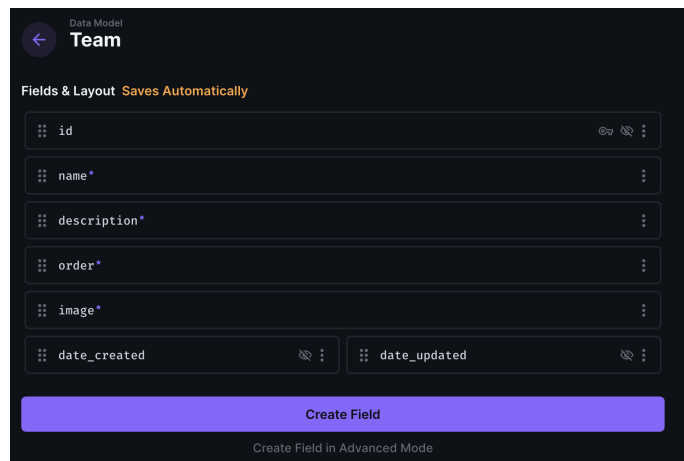 Data Model
Team
Fields & Layout Saves Automatically
id
name*
description*
order*
image*
date_created date_updated
Create Field
Create Field in Advanced Mode